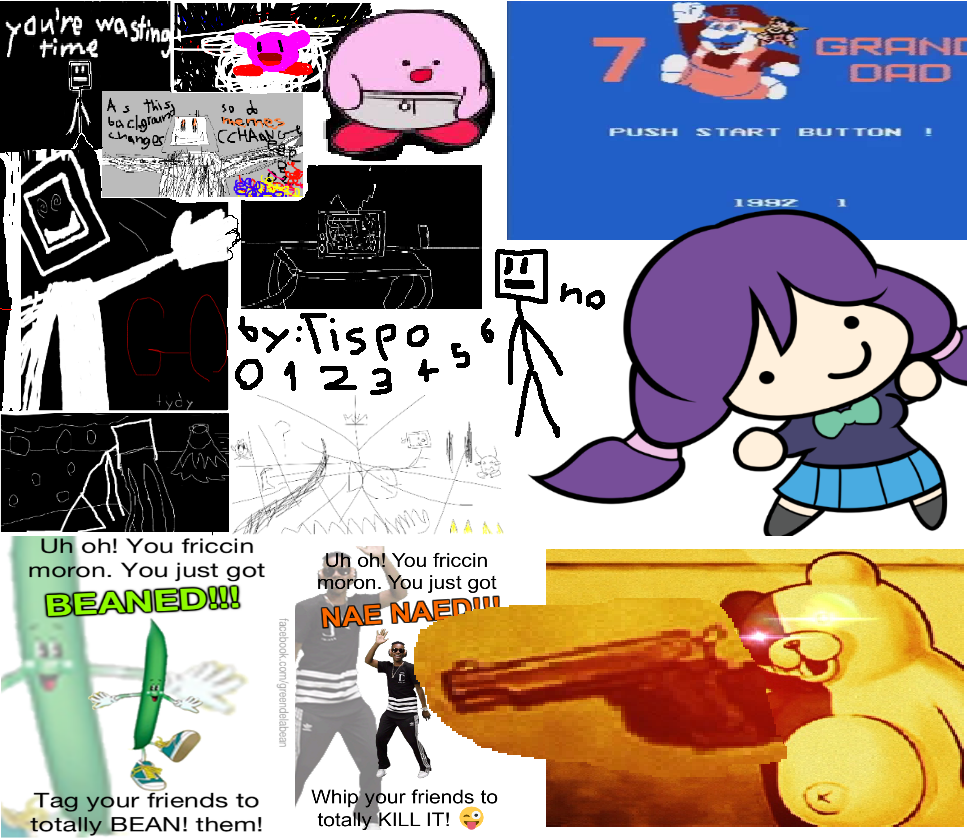 you're wasting
time
As this
background
changes
so do
memes
7 GRAND
DAD
PUSH START BUTTON !
1992 1
GO
no
by: Tispo
0 1 2 3 4 5 6
tydy
?
Uh oh! You friccin
moron. You just got
BEANED!!!
Tag your friends to
totally BEAN! them!
Uh oh! You friccin
moron. You just got
NAE NAED!!!
facebook.com/greendelabean
Whip your friends to
totally KILL IT! 😜